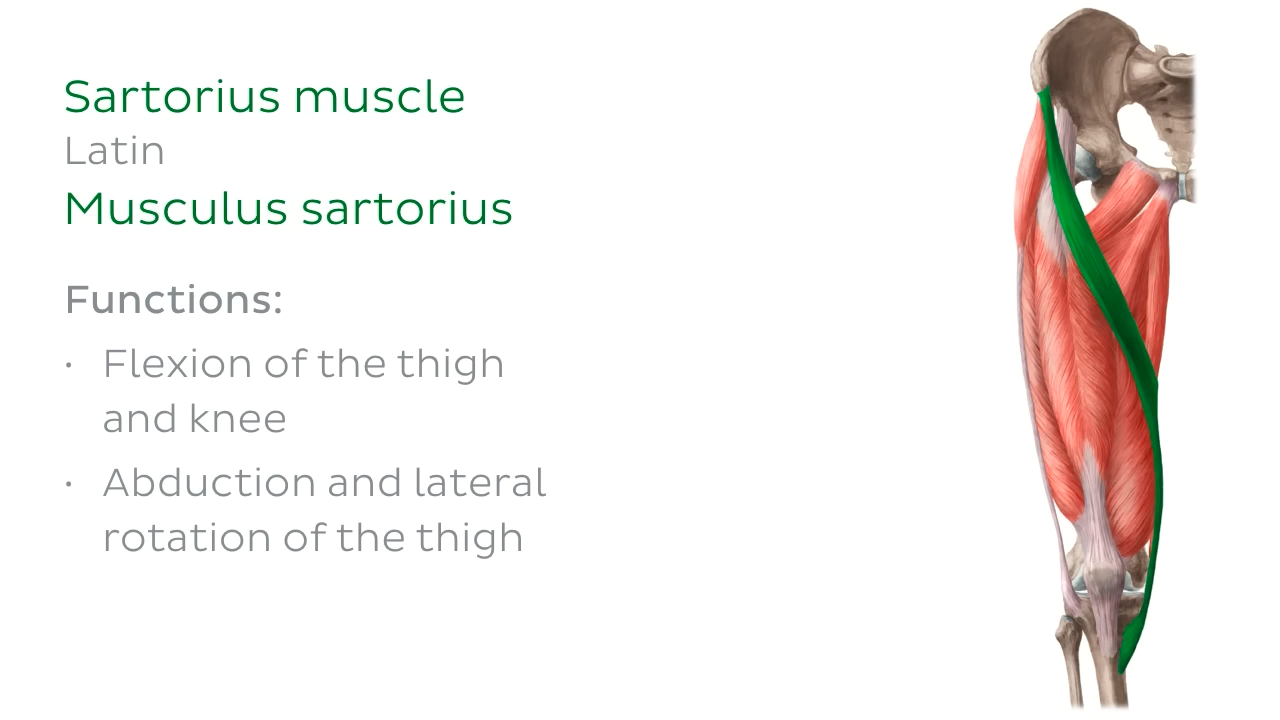 Sartorius muscle
Latin
Musculus sartorius
Functions:
· Flexion of the thigh
and knee
· Abduction and lateral
rotation of the thigh